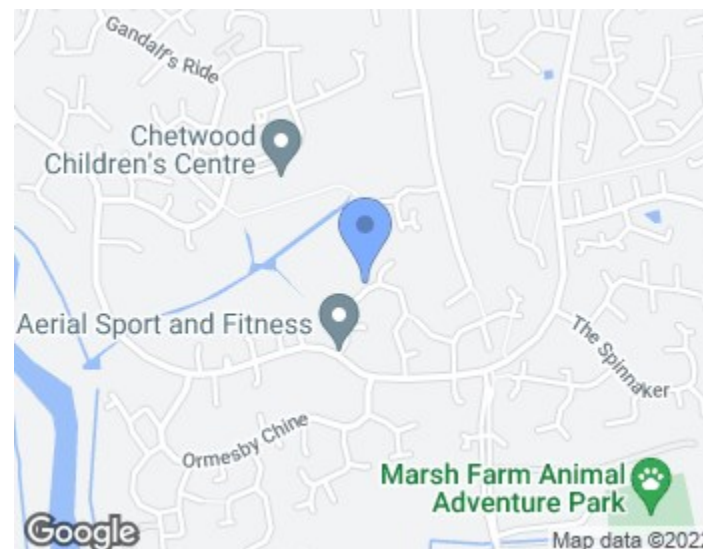 Gandalf's Ride
Chetwood
Children's Centre
Aerial Sport and Fitness
The Spinnaker
Ormesby Chine
Marsh Farm Animal
Adventure Park
Google
Map data ©2022